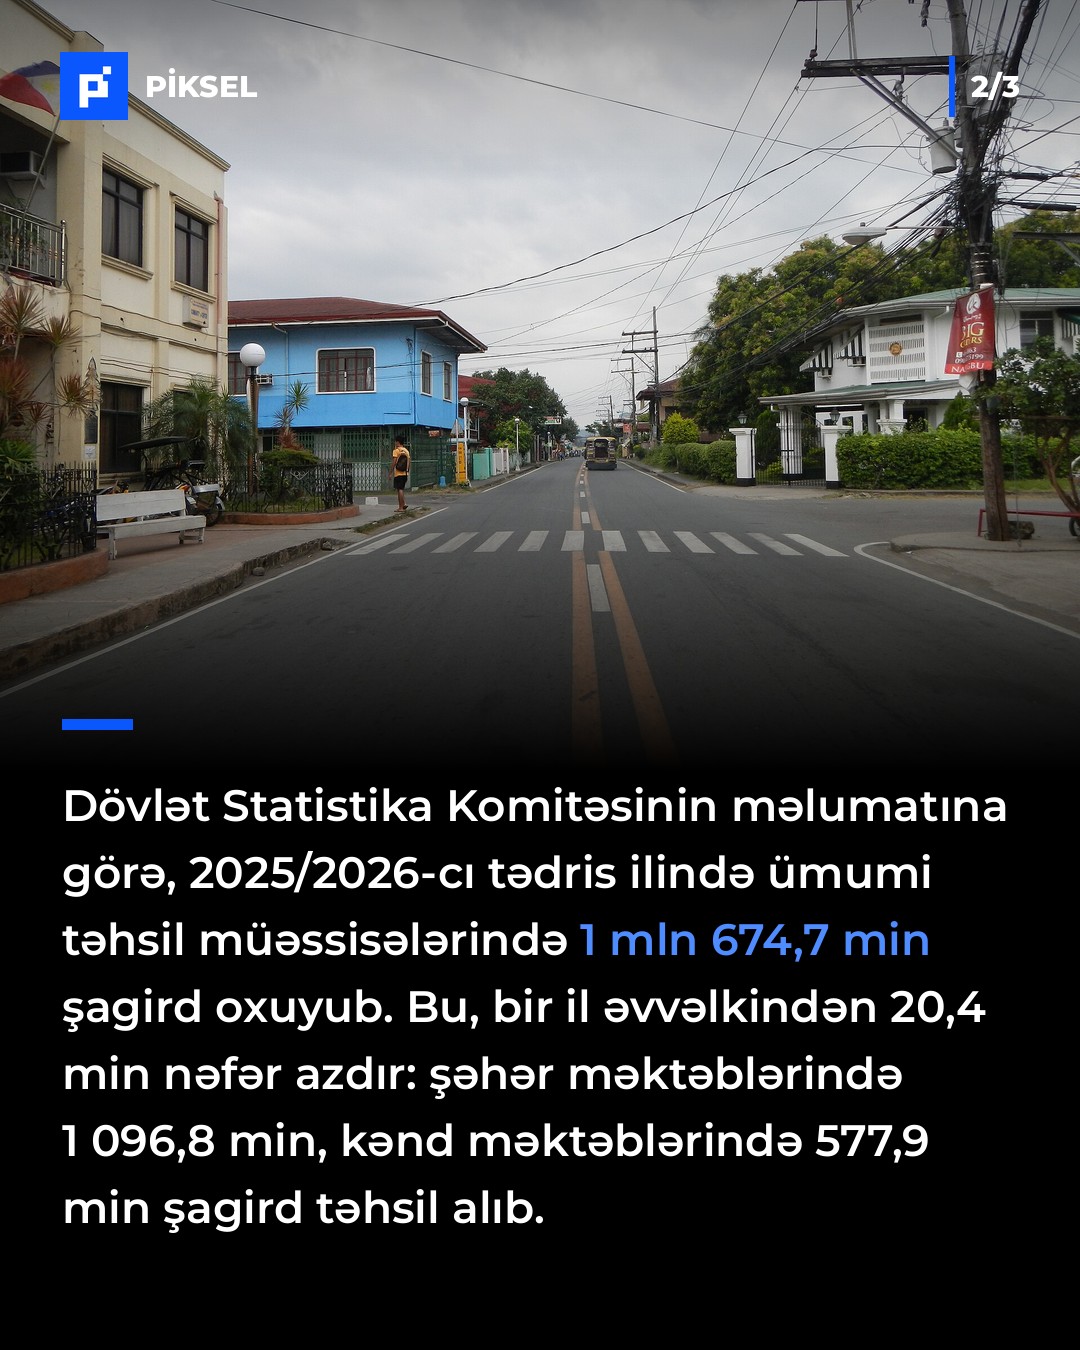 PİKSEL
2/3
NASBU
Dövlət Statistika Komitəsinin məlumatına
görə, 2025/2026-cı tədris ilində ümumi
təhsil müəssisələrində 1 mln 674,7 min
şagird oxuyub. Bu, bir il əvvəlkindən 20,4
min nəfər azdır: şəhər məktəblərində
1 096,8 min, kənd məktəblərində 577,9
min şagird təhsil alıb.